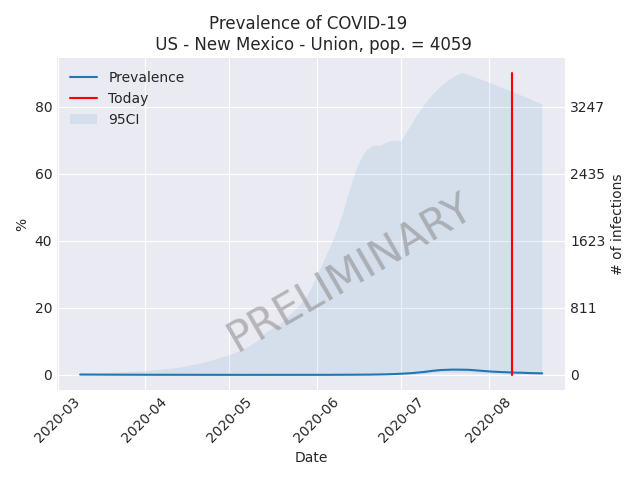 Prevalence of COVID-19
US - New Mexico - Union, pop. = 4059
Prevalence
Today
95CI
PRELIMINARY
%
80
60
40
20
0
3247
2435
1623
811
0
# of infections
2020-03
2020-04
2020-05
2020-06
2020-07
2020-08
Date